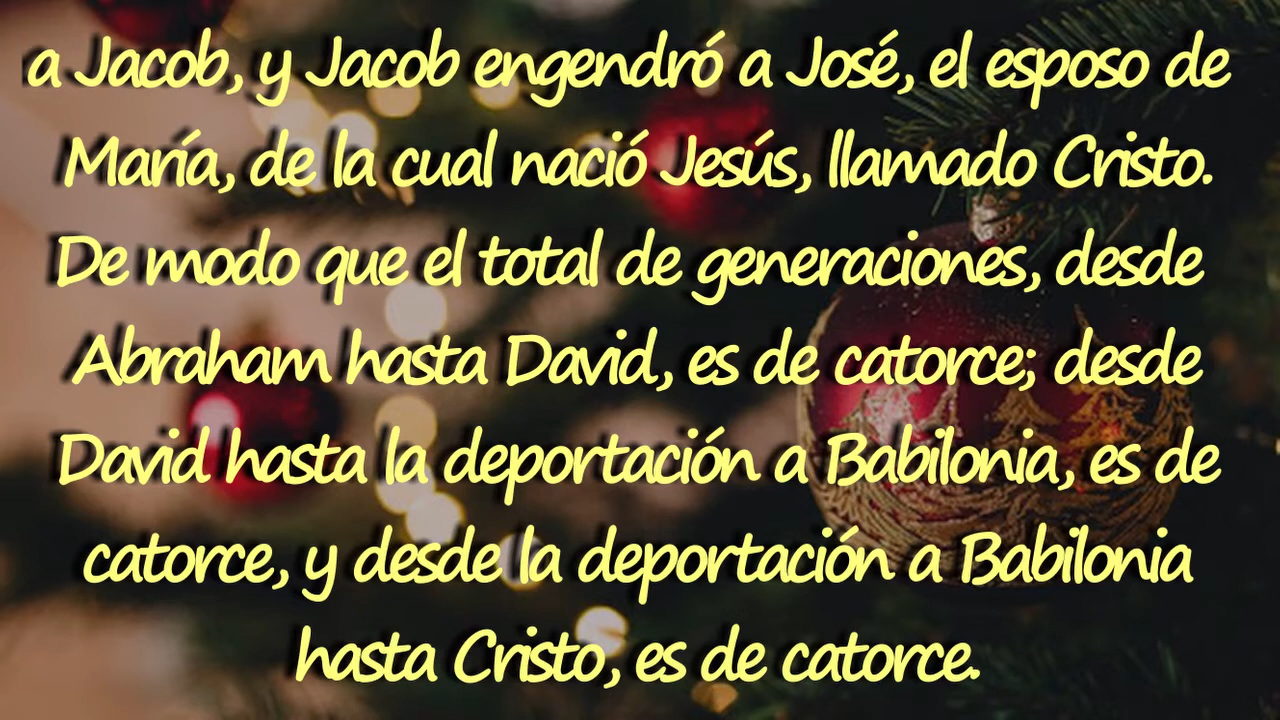 a Jacob, y Jacob engendró a José, el esposo de
María, de la cual nació Jesús, llamado Cristo.
De modo que el total de generaciones, desde
Abraham hasta David, es de catorce; desde
David hasta la deportación a Babilonia, es de
catorce, y desde la deportación a Babilonia
hasta Cristo, es de catorce.